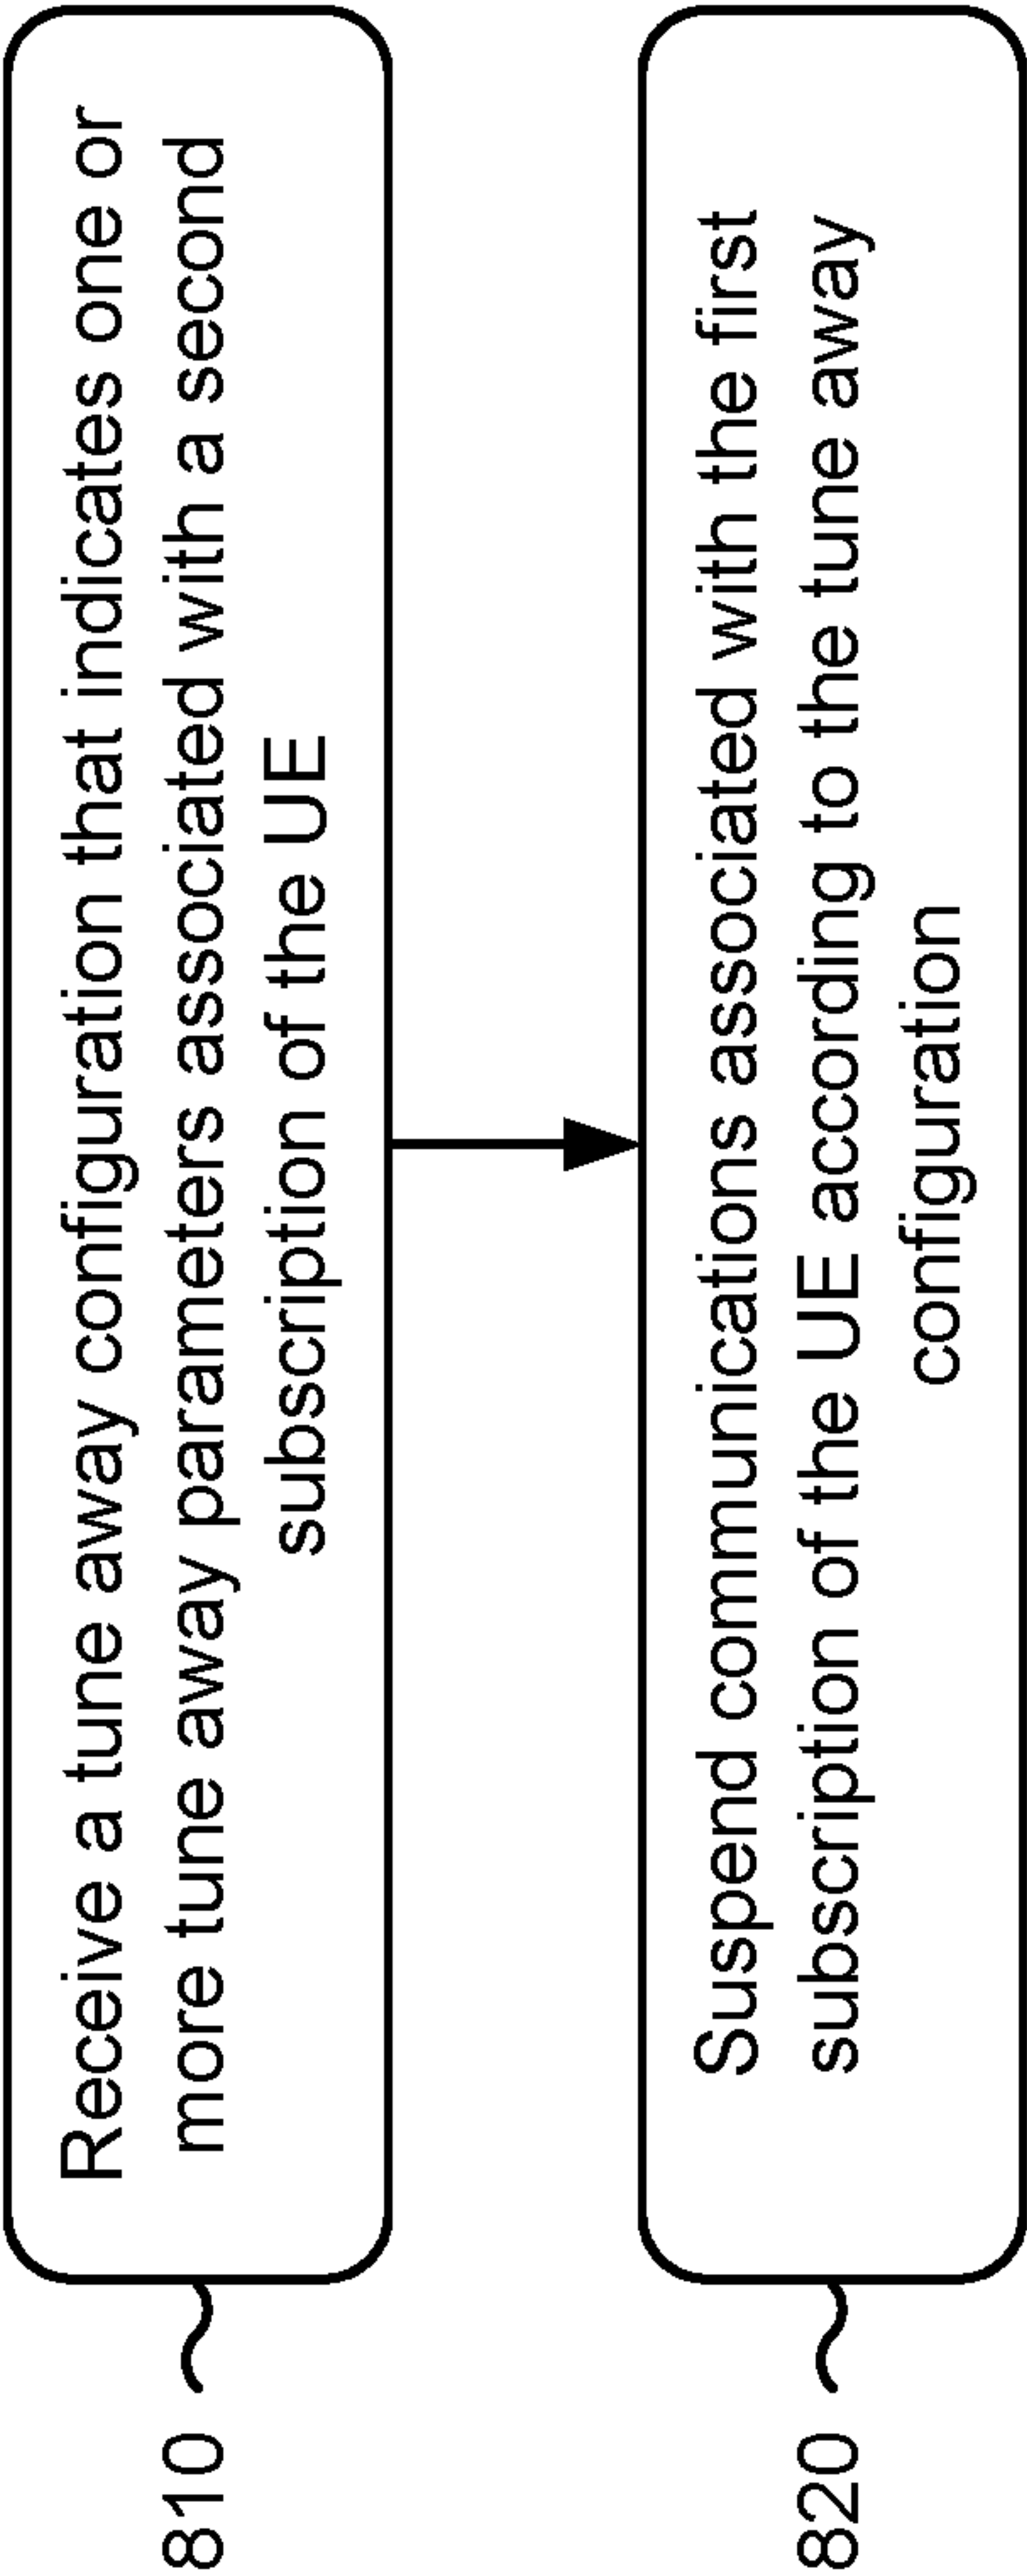 810
Receive a tune away configuration that indicates one or
more tune away parameters associated with a second
subscription of the UE
820
Suspend communications associated with the first
subscription of the UE according to the tune away
configuration